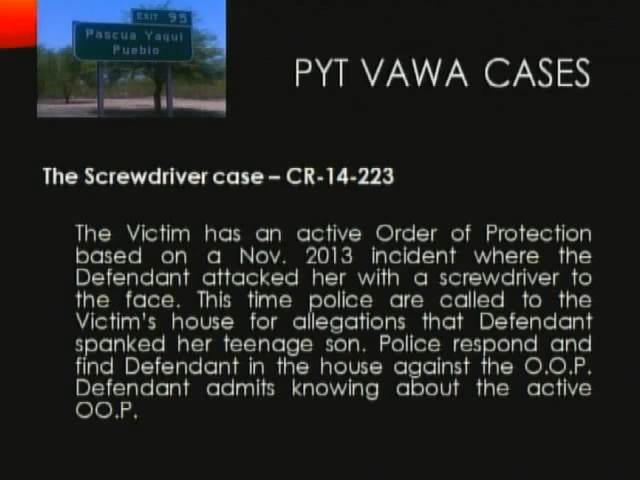 EXIT 95
Pascua Yaqui
Pueblo
PYT VAWA CASES
The Screwdriver case – CR-14-223
The Victim has an active Order of Protection
based on a Nov. 2013 incident where the
Defendant attacked her with a screwdriver to
the face. This time police are called to the
Victim's house for allegations that Defendant
spanked her teenage son. Police respond and
find Defendant in the house against the O.O.P.
Defendant admits knowing about the active
OO.P.